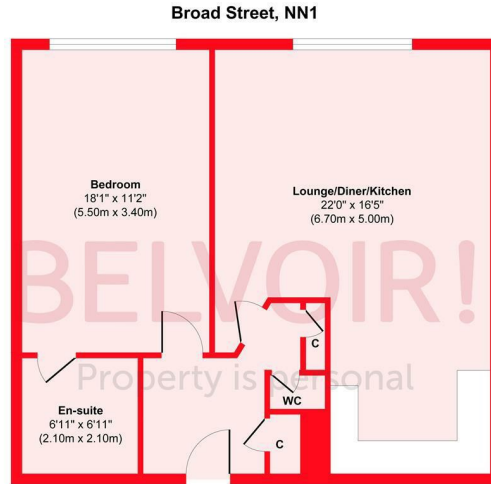 Broad Street, NN1
Bedroom
18'1" x 11'2"
(5.50m x 3.40m)
Lounge/Diner/Kitchen
22'0" x 16'5"
(6.70m x 5.00m)
BELVOIR!
Property is personal
C
WC
En-suite
6'11" x 6'11"
(2.10m x 2.10m)
C